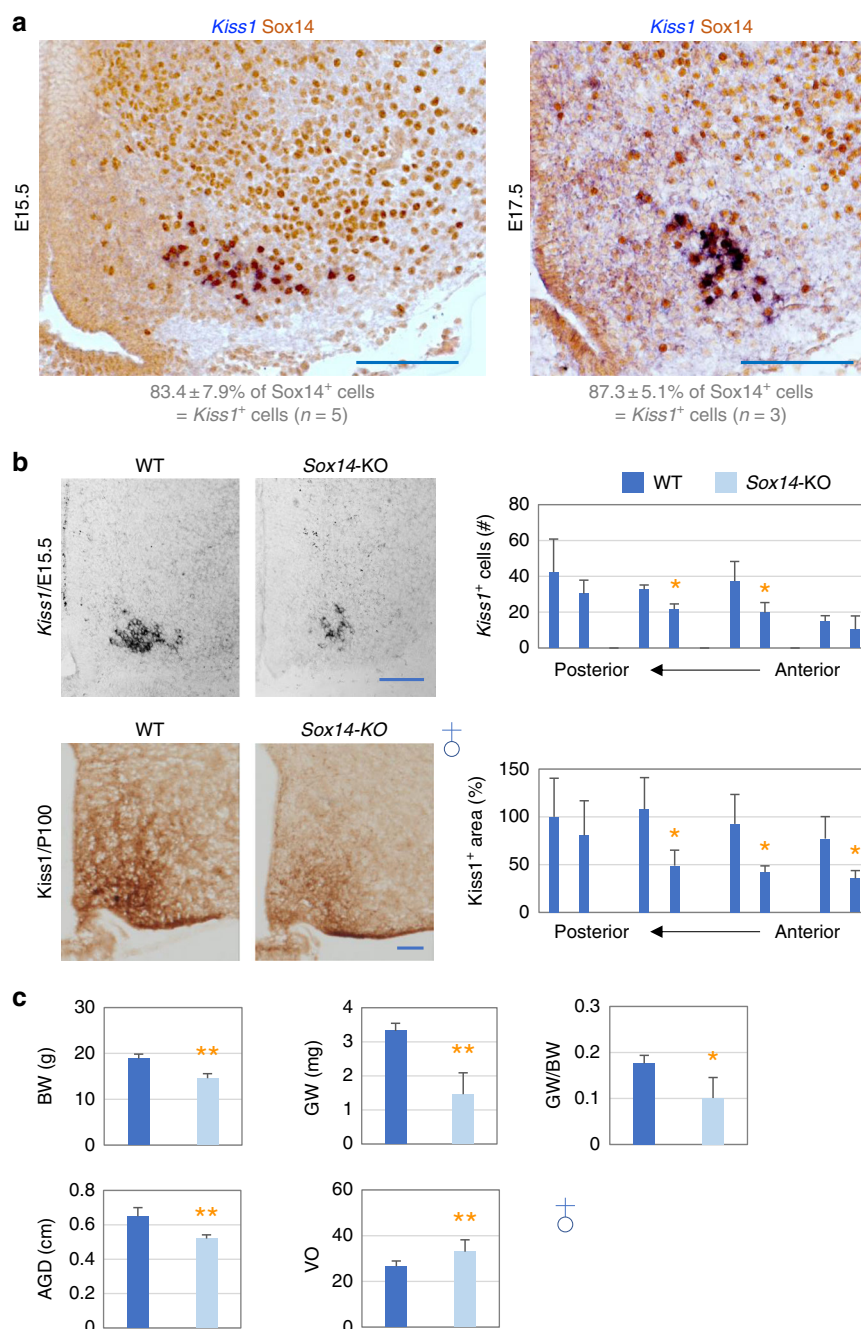 a
Kiss1 Sox14
Kiss1 Sox14
E15.5
E17.5
83.4 ± 7.9% of Sox14+ cells
= Kiss1+ cells (n = 5)
87.3 ± 5.1% of Sox14+ cells
= Kiss1+ cells (n = 3)
b
WT
Sox14-KO
Kiss1/E15.5
WT
Sox14-KO
Kiss1+ cells (#)
80
60
40
20
0
Posterior
Anterior
WT
Sox14-KO
♀
Kiss1/P100
Kiss1+ area (%)
150
100
50
0
*
*
*
*
*
Posterior
Anterior
c
BW (g)
30
20
10
0
**
GW (mg)
4
3
2
1
0
**
GW/BW
0.3
0.2
0.1
0
*
AGD (cm)
0.8
0.6
0.4
0.2
0
**
VO
60
40
20
0
**
♀